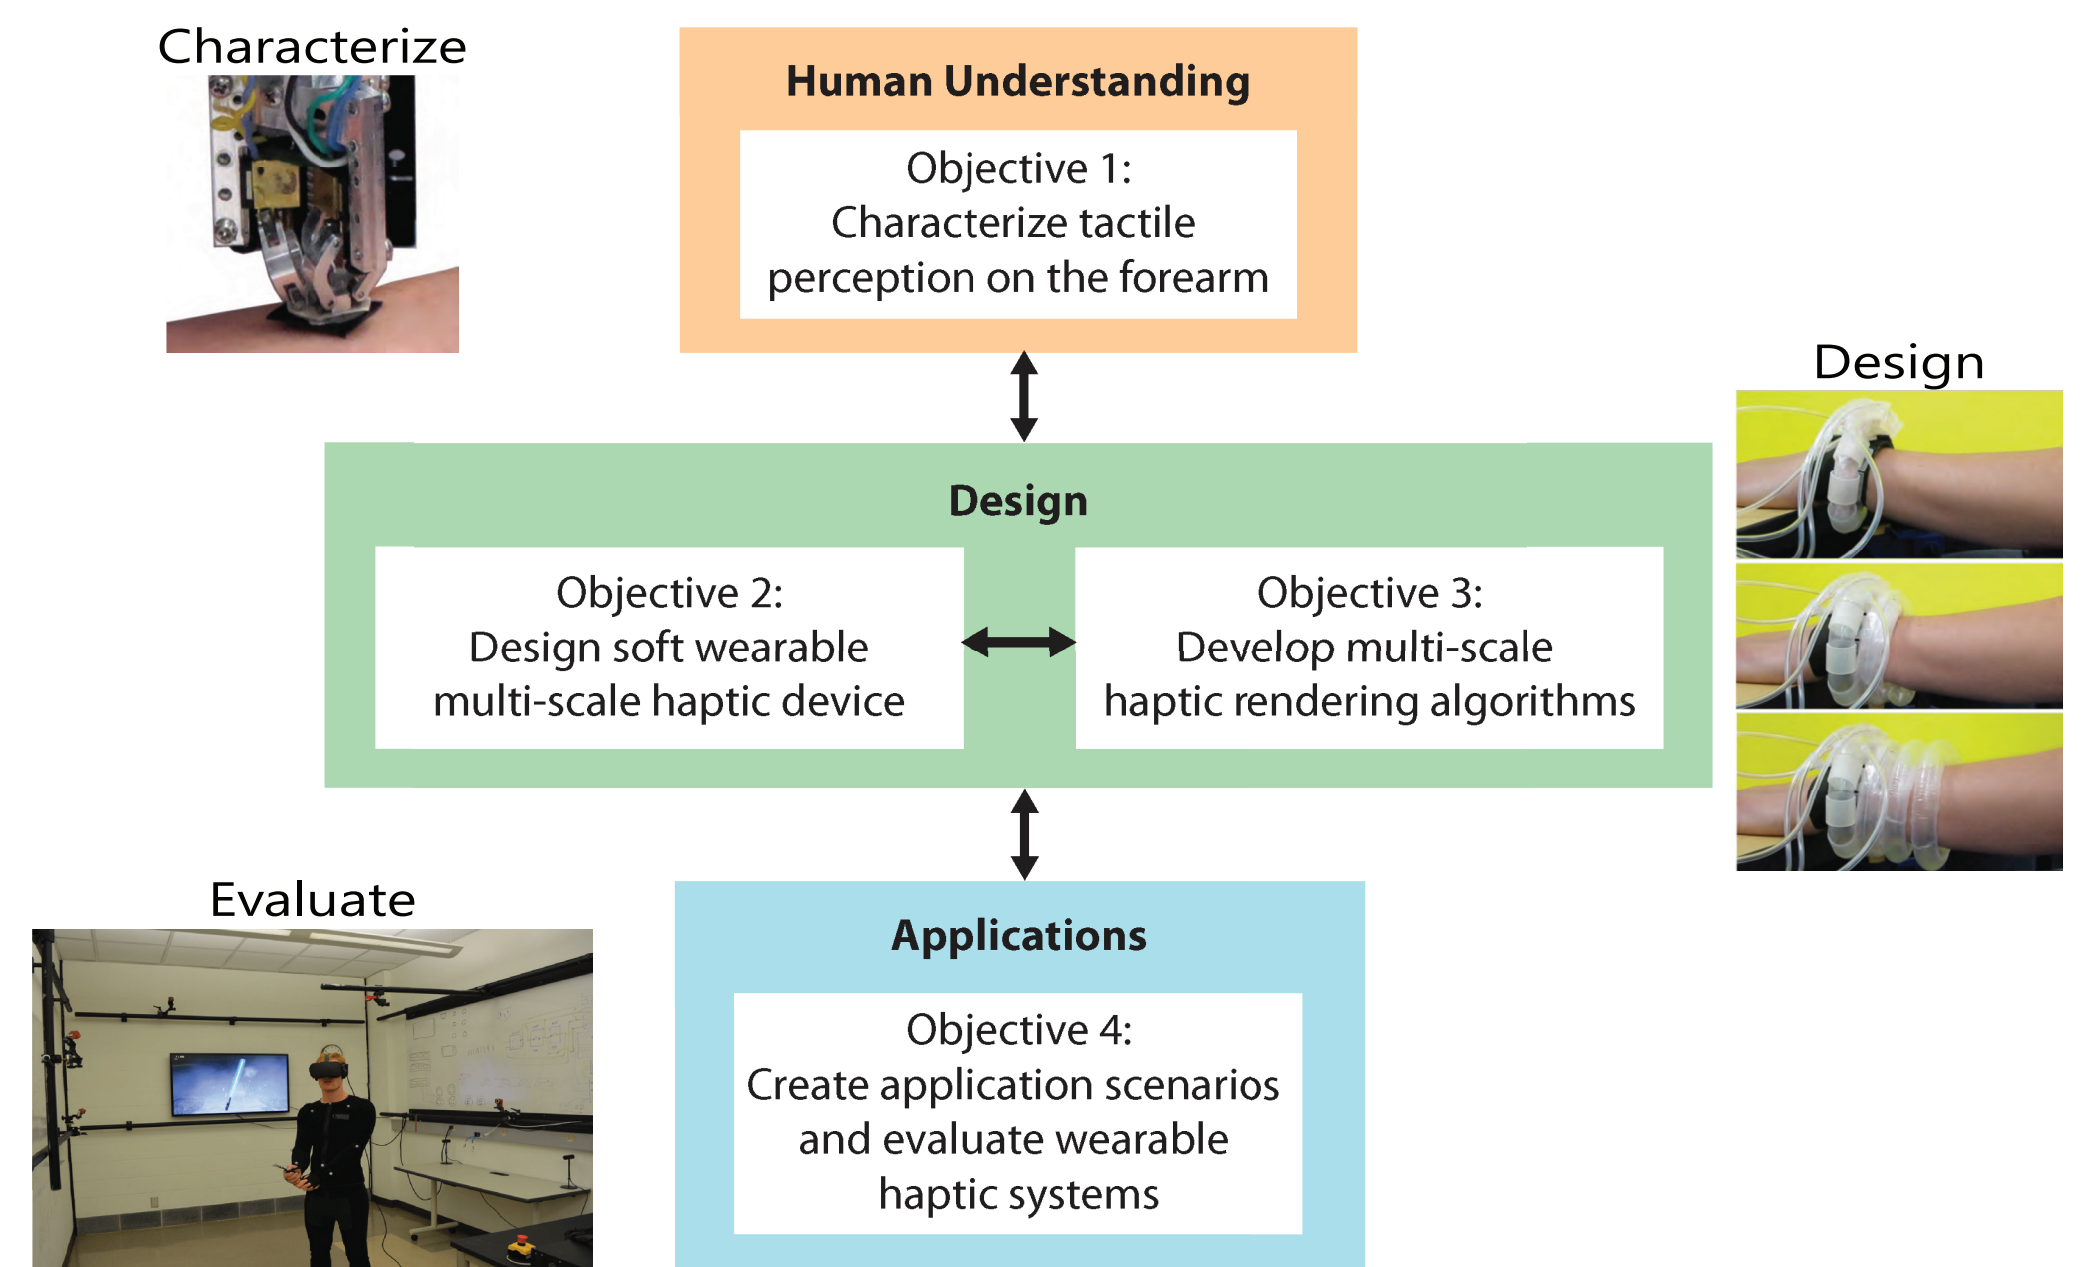 Characterize
Human Understanding
Objective 1:
Characterize tactile
perception on the forearm
Design
Design
Objective 2:
Design soft wearable
multi-scale haptic device
Objective 3:
Develop multi-scale
haptic rendering algorithms
Evaluate
Applications
Objective 4:
Create application scenarios
and evaluate wearable
haptic systems